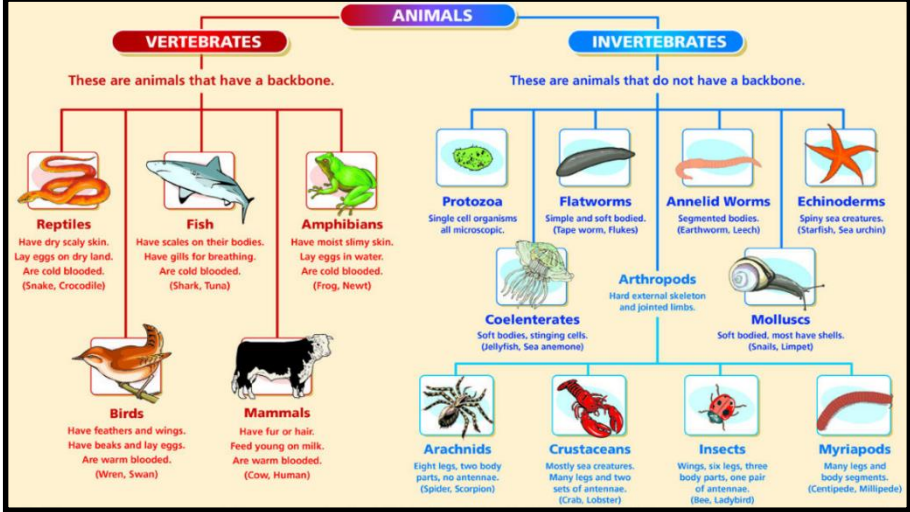 ANIMALS
VERTEBRATES
These are animals that have a backbone.
Reptiles
Have dry scaly skin.
Lay eggs on dry land.
Are cold blooded.
(Snake, Crocodile)
Fish
Have scales on their bodies.
Have gills for breathing.
Are cold blooded.
(Shark, Tuna)
Amphibians
Have moist slimy skin.
Lay eggs in water.
Are cold blooded.
(Frog, Newt)
Birds
Have feathers and wings.
Have beaks and lay eggs.
Are warm blooded.
(Wren, Swan)
Mammals
Have fur or hair.
Feed young on milk.
Are warm blooded.
(Cow, Human)
INVERTEBRATES
These are animals that do not have a backbone.
Protozoa
Single cell organisms
all microscopic.
Flatworms
Simple and soft bodied.
(Tape worm, Flukes)
Annelid Worms
Segmented bodies.
(Earthworm, Leech)
Echinoderms
Spiny sea creatures.
(Starfish, Sea urchin)
Coelenterates
Soft bodies, stinging cells.
(Jellyfish, Sea anemone)
Arthropods
Hard external skeleton
and jointed limbs.
Molluscs
Soft bodied, most have shells.
(Snails, Limpet)
Arachnids
Eight legs, two body
parts, no antennae.
(Spider, Scorpion)
Crustaceans
Mostly sea creatures.
Many legs and two
sets of antennae.
(Crab, Lobster)
Insects
Wings, six legs, three
body parts, one pair
of antennae.
(Bee, Ladybird)
Myriapods
Many legs and
body segments.
(Centipede, Millipede)